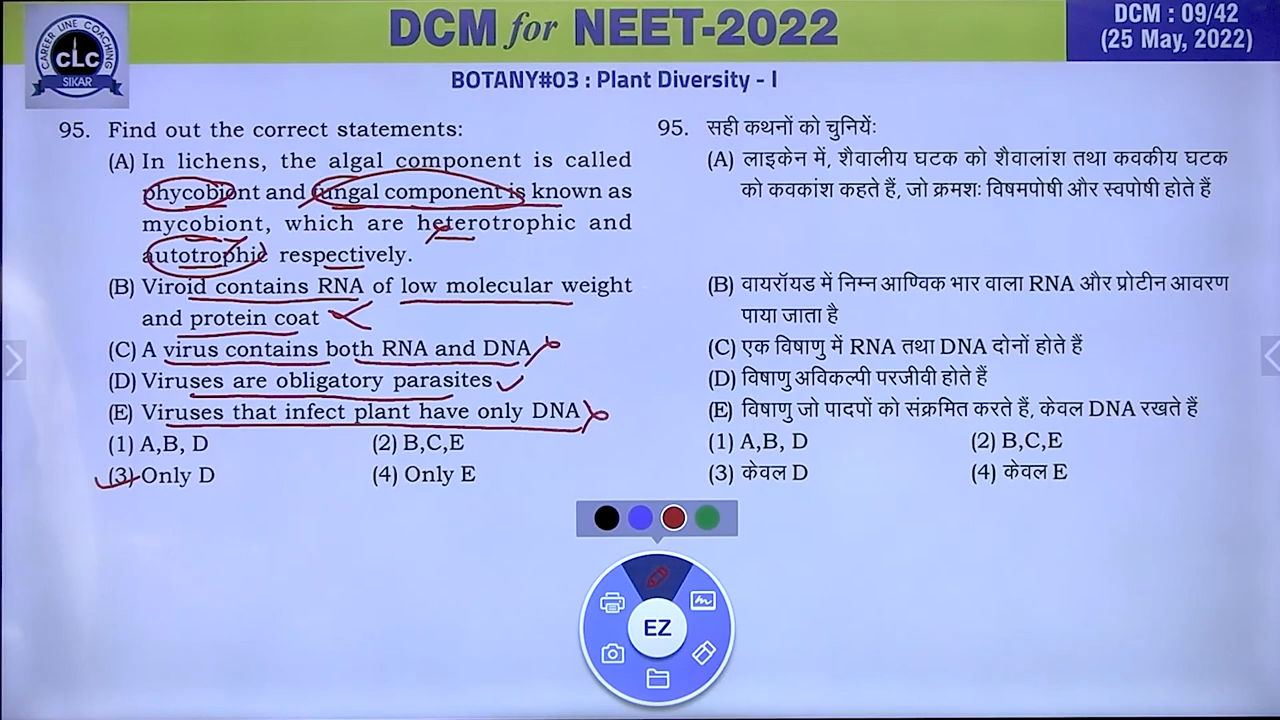 CAREER LINE COACHING
CLC
SIKAR
DCM for NEET-2022
DCM : 09/42
(25 May, 2022)
BOTANY#03 : Plant Diversity - I
95. Find out the correct statements:
(A) In lichens, the algal component is called
phycobiont and fungal component is known as
mycobiont, which are heterotrophic and
autotrophic respectively.
(B) Viroid contains RNA of low molecular weight
and protein coat
(C) A virus contains both RNA and DNA
(D) Viruses are obligatory parasites
(E) Viruses that infect plant have only DNA
(1) A,B, D (2) B,C,E
(3) Only D (4) Only E
95. सही कथनों को चुनियेंः
(A) लाइकेन में, शैवालीय घटक को शैवालांश तथा कवकीय घटक
को कवकांश कहते हैं, जो क्रमशः विषमपोषी और स्वपोषी होते हैं
(B) वायरॉयड में निम्न आण्विक भार वाला RNA और प्रोटीन आवरण
पाया जाता है
(C) एक विषाणु में RNA तथा DNA दोनों होते हैं
(D) विषाणु अविकल्पी परजीवी होते हैं
(E) विषाणु जो पादपों को संक्रमित करते हैं, केवल DNA रखते हैं
(1) A,B, D (2) B,C,E
(3) केवल D (4) केवल E
EZ